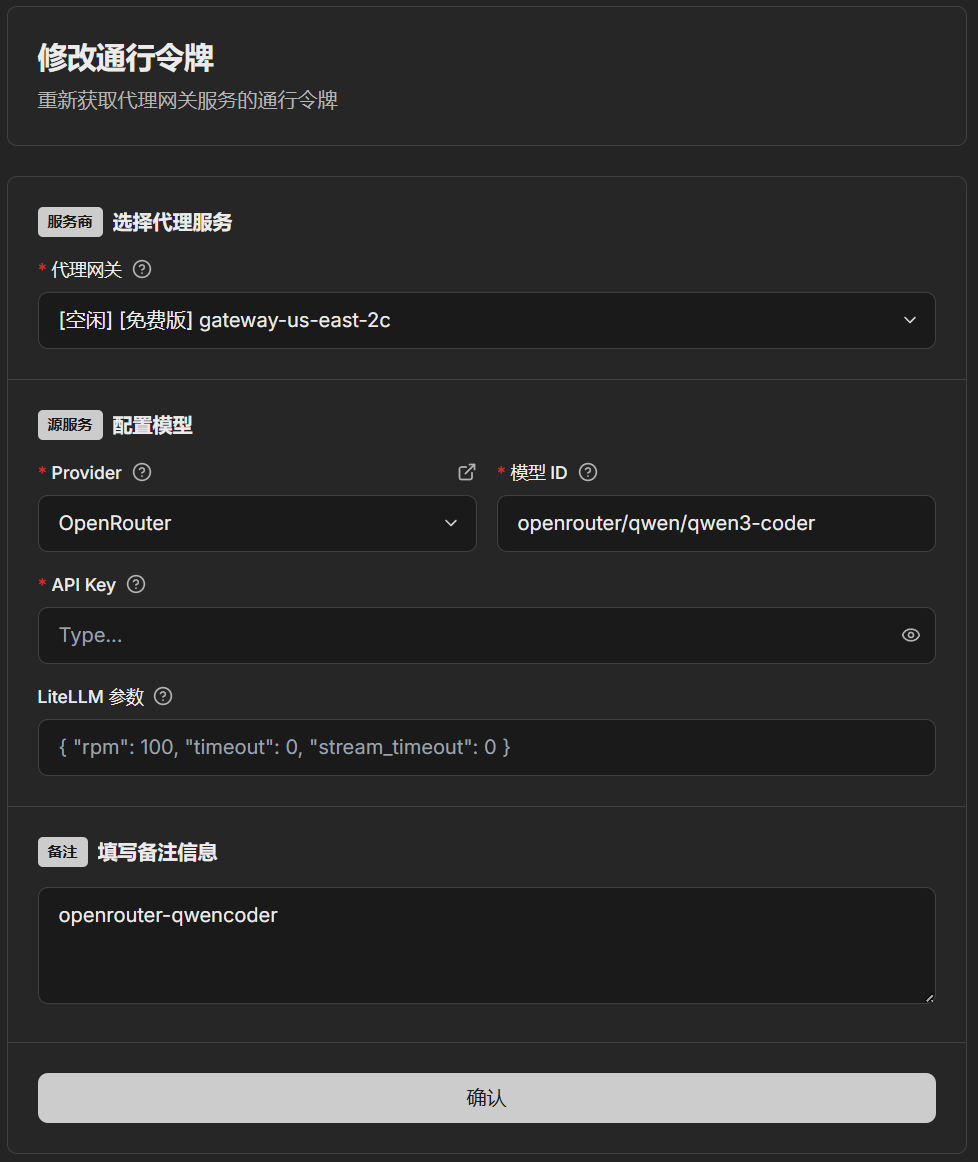 修改通行令牌
重新获取代理网关服务的通行令牌
服务商 选择代理服务
* 代理网关
[空闲] [免费版] gateway-us-east-2c
源服务 配置模型
* Provider
* 模型 ID
OpenRouter
openrouter/qwen/qwen3-coder
* API Key
Type...
LiteLLM 参数
{ "rpm": 100, "timeout": 0, "stream_timeout": 0 }
备注 填写备注信息
openrouter-qwencoder
确认